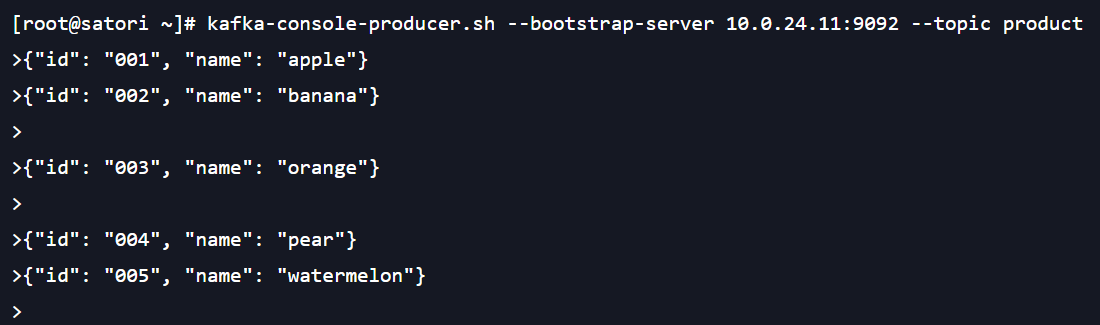 [root@satori ~]# kafka-console-producer.sh --bootstrap-server 10.0.24.11:9092 --topic product
>{"id": "001", "name": "apple"}
>{"id": "002", "name": "banana"}
>
>{"id": "003", "name": "orange"}
>
>{"id": "004", "name": "pear"}
>{"id": "005", "name": "watermelon"}
>